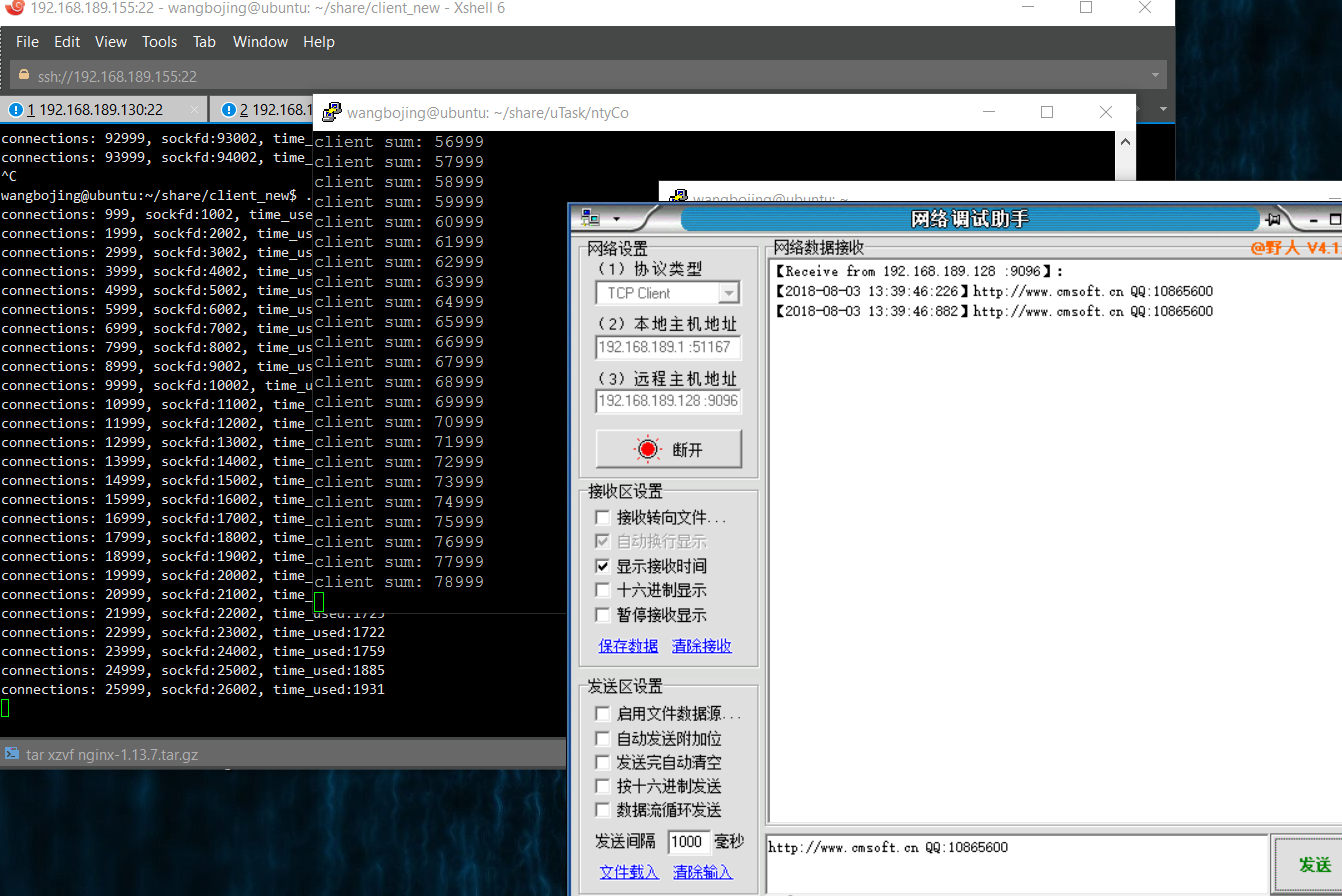 192.168.189.155:22 - wangbojing@ubuntu: ~/share/client_new - Xshell 6
File Edit View Tools Tab Window Help
ssh://192.168.189.155:22
1 192.168.189.130:22
2 192.168.1
connections: 92999, sockfd:93002, time_
connections: 93999, sockfd:94002, time_
^C
wangbojing@ubuntu:~/share/client_new$ .
connections: 999, sockfd:1002, time_use
connections: 1999, sockfd:2002, time_us
connections: 2999, sockfd:3002, time_us
connections: 3999, sockfd:4002, time_us
connections: 4999, sockfd:5002, time_us
connections: 5999, sockfd:6002, time_us
connections: 6999, sockfd:7002, time_us
connections: 7999, sockfd:8002, time_us
connections: 8999, sockfd:9002, time_us
connections: 9999, sockfd:10002, time_u
connections: 10999, sockfd:11002, time_
connections: 11999, sockfd:12002, time_
connections: 12999, sockfd:13002, time_
connections: 13999, sockfd:14002, time_
connections: 14999, sockfd:15002, time_
connections: 15999, sockfd:16002, time_
connections: 16999, sockfd:17002, time_
connections: 17999, sockfd:18002, time_
connections: 18999, sockfd:19002, time_
connections: 19999, sockfd:20002, time_
connections: 20999, sockfd:21002, time_
connections: 21999, sockfd:22002, time_used:1725
connections: 22999, sockfd:23002, time_used:1722
connections: 23999, sockfd:24002, time_used:1759
connections: 24999, sockfd:25002, time_used:1885
connections: 25999, sockfd:26002, time_used:1931
tar xzvf nginx-1.13.7.tar.gz
wangbojing@ubuntu: ~/share/uTask/ntyCo
client sum: 56999
client sum: 57999
client sum: 58999
client sum: 59999
client sum: 60999
client sum: 61999
client sum: 62999
client sum: 63999
client sum: 64999
client sum: 65999
client sum: 66999
client sum: 67999
client sum: 68999
client sum: 69999
client sum: 70999
client sum: 71999
client sum: 72999
client sum: 73999
client sum: 74999
client sum: 75999
client sum: 76999
client sum: 77999
client sum: 78999
wangbojing@ubuntu: ~
网络调试助手
网络设置
（1）协议类型
TCP Client
（2）本地主机地址
192.168.189.1 :51167
（3）远程主机地址
192.168.189.128 :9096
断开
接收区设置
接收转向文件...
自动换行显示
显示接收时间
十六进制显示
暂停接收显示
保存数据 清除接收
发送区设置
启用文件数据源...
自动发送附加位
发送完自动清空
按十六进制发送
数据流循环发送
发送间隔 1000 毫秒
文件载入 清除输入
网络数据接收
@野人 V4.1
【Receive from 192.168.189.128 :9096】：
【2018-08-03 13:39:46:226】http://www.cmsoft.cn QQ:10865600
【2018-08-03 13:39:46:882】http://www.cmsoft.cn QQ:10865600
http://www.cmsoft.cn QQ:10865600
发送